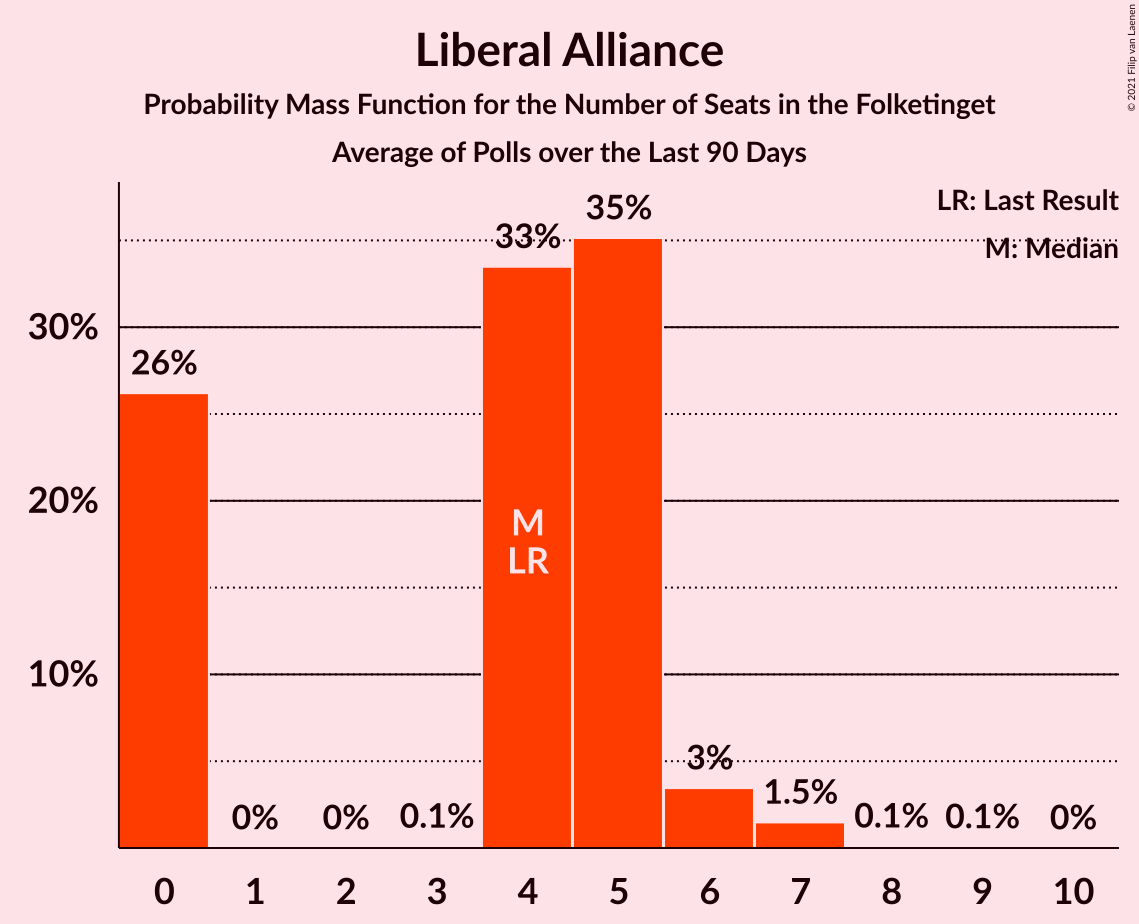 Liberal Alliance
Probability Mass Function for the Number of Seats in the Folketinget
Average of Polls over the Last 90 Days
© 2021 Filip van Laenen
LR: Last Result
M: Median
30%
20%
10%
26%
0%
0%
0.1%
33%
35%
3%
1.5%
0.1%
0.1%
0%
M
LR
0 1 2 3 4 5 6 7 8 9 10